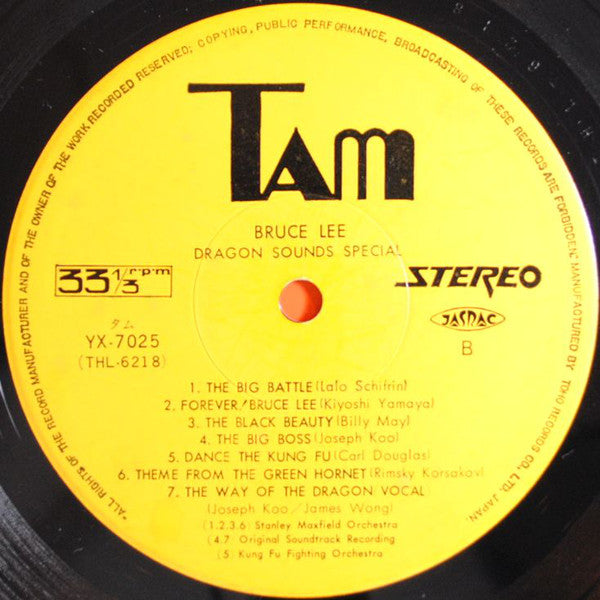 "ALL RIGHTS OF THE RECORD MANUFACTURER AND OF THE OWNER OF THE WORK RECORDED RESERVED; COPYING, PUBLIC PERFORMANCE, BROADCASTING OF THESE RECORDS ARE FORBIDDEN." MANUFACTURED BY TOHO RECORDS CO., LTD. JAPAN
TAM
BRUCE LEE
DRAGON SOUNDS SPECIAL
33 1/3 rpm
STEREO
タム
YX-7025
(THL-6218)
JASRAC
B
1. THE BIG BATTLE(Lalo Schifrin)
2. FOREVER/BRUCE LEE(Kiyoshi Yamaya)
3. THE BLACK BEAUTY(Billy May)
4. THE BIG BOSS(Joseph Koo)
5. DANCE THE KUNG FU(Carl Douglas)
6. THEME FROM THE GREEN HORNET(Rimsky Korsakov)
7. THE WAY OF THE DRAGON VOCAL
(Joseph Koo/James Wong)
(1.2.3.6: Stanley Maxfield Orchestra
(4.7: Original Soundtrack Recording
(5: Kung Fu Fighting Orchestra